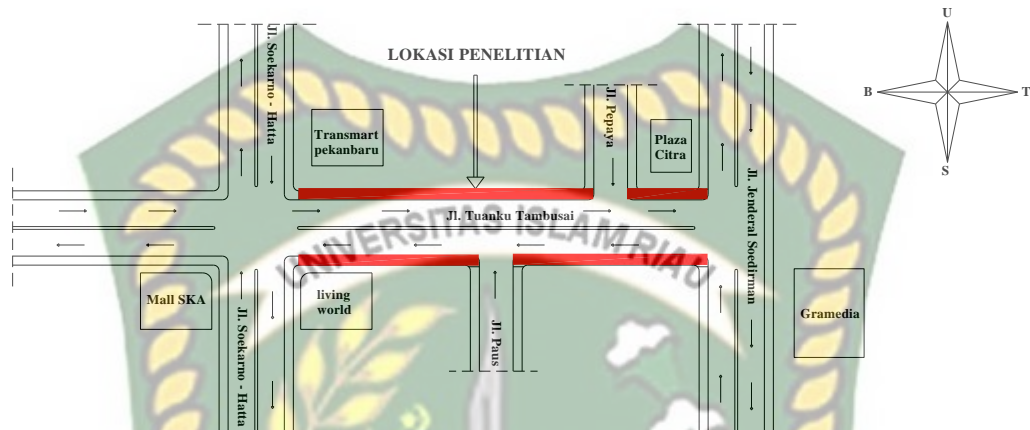 LOKASI PENELITIAN
U
B
T
S
Jl. Soekarno - Hatta
Transmart
pekanbaru
Jl. Pepaya
Plaza
Citra
Jl. Jenderal Soedirman
Jl. Tuanku Tambusai
UNIVERSITAS ISLAM RIAU
Mall SKA
living
world
Gramedia
Jl. Soekarno - Hatta
Jl. Paus